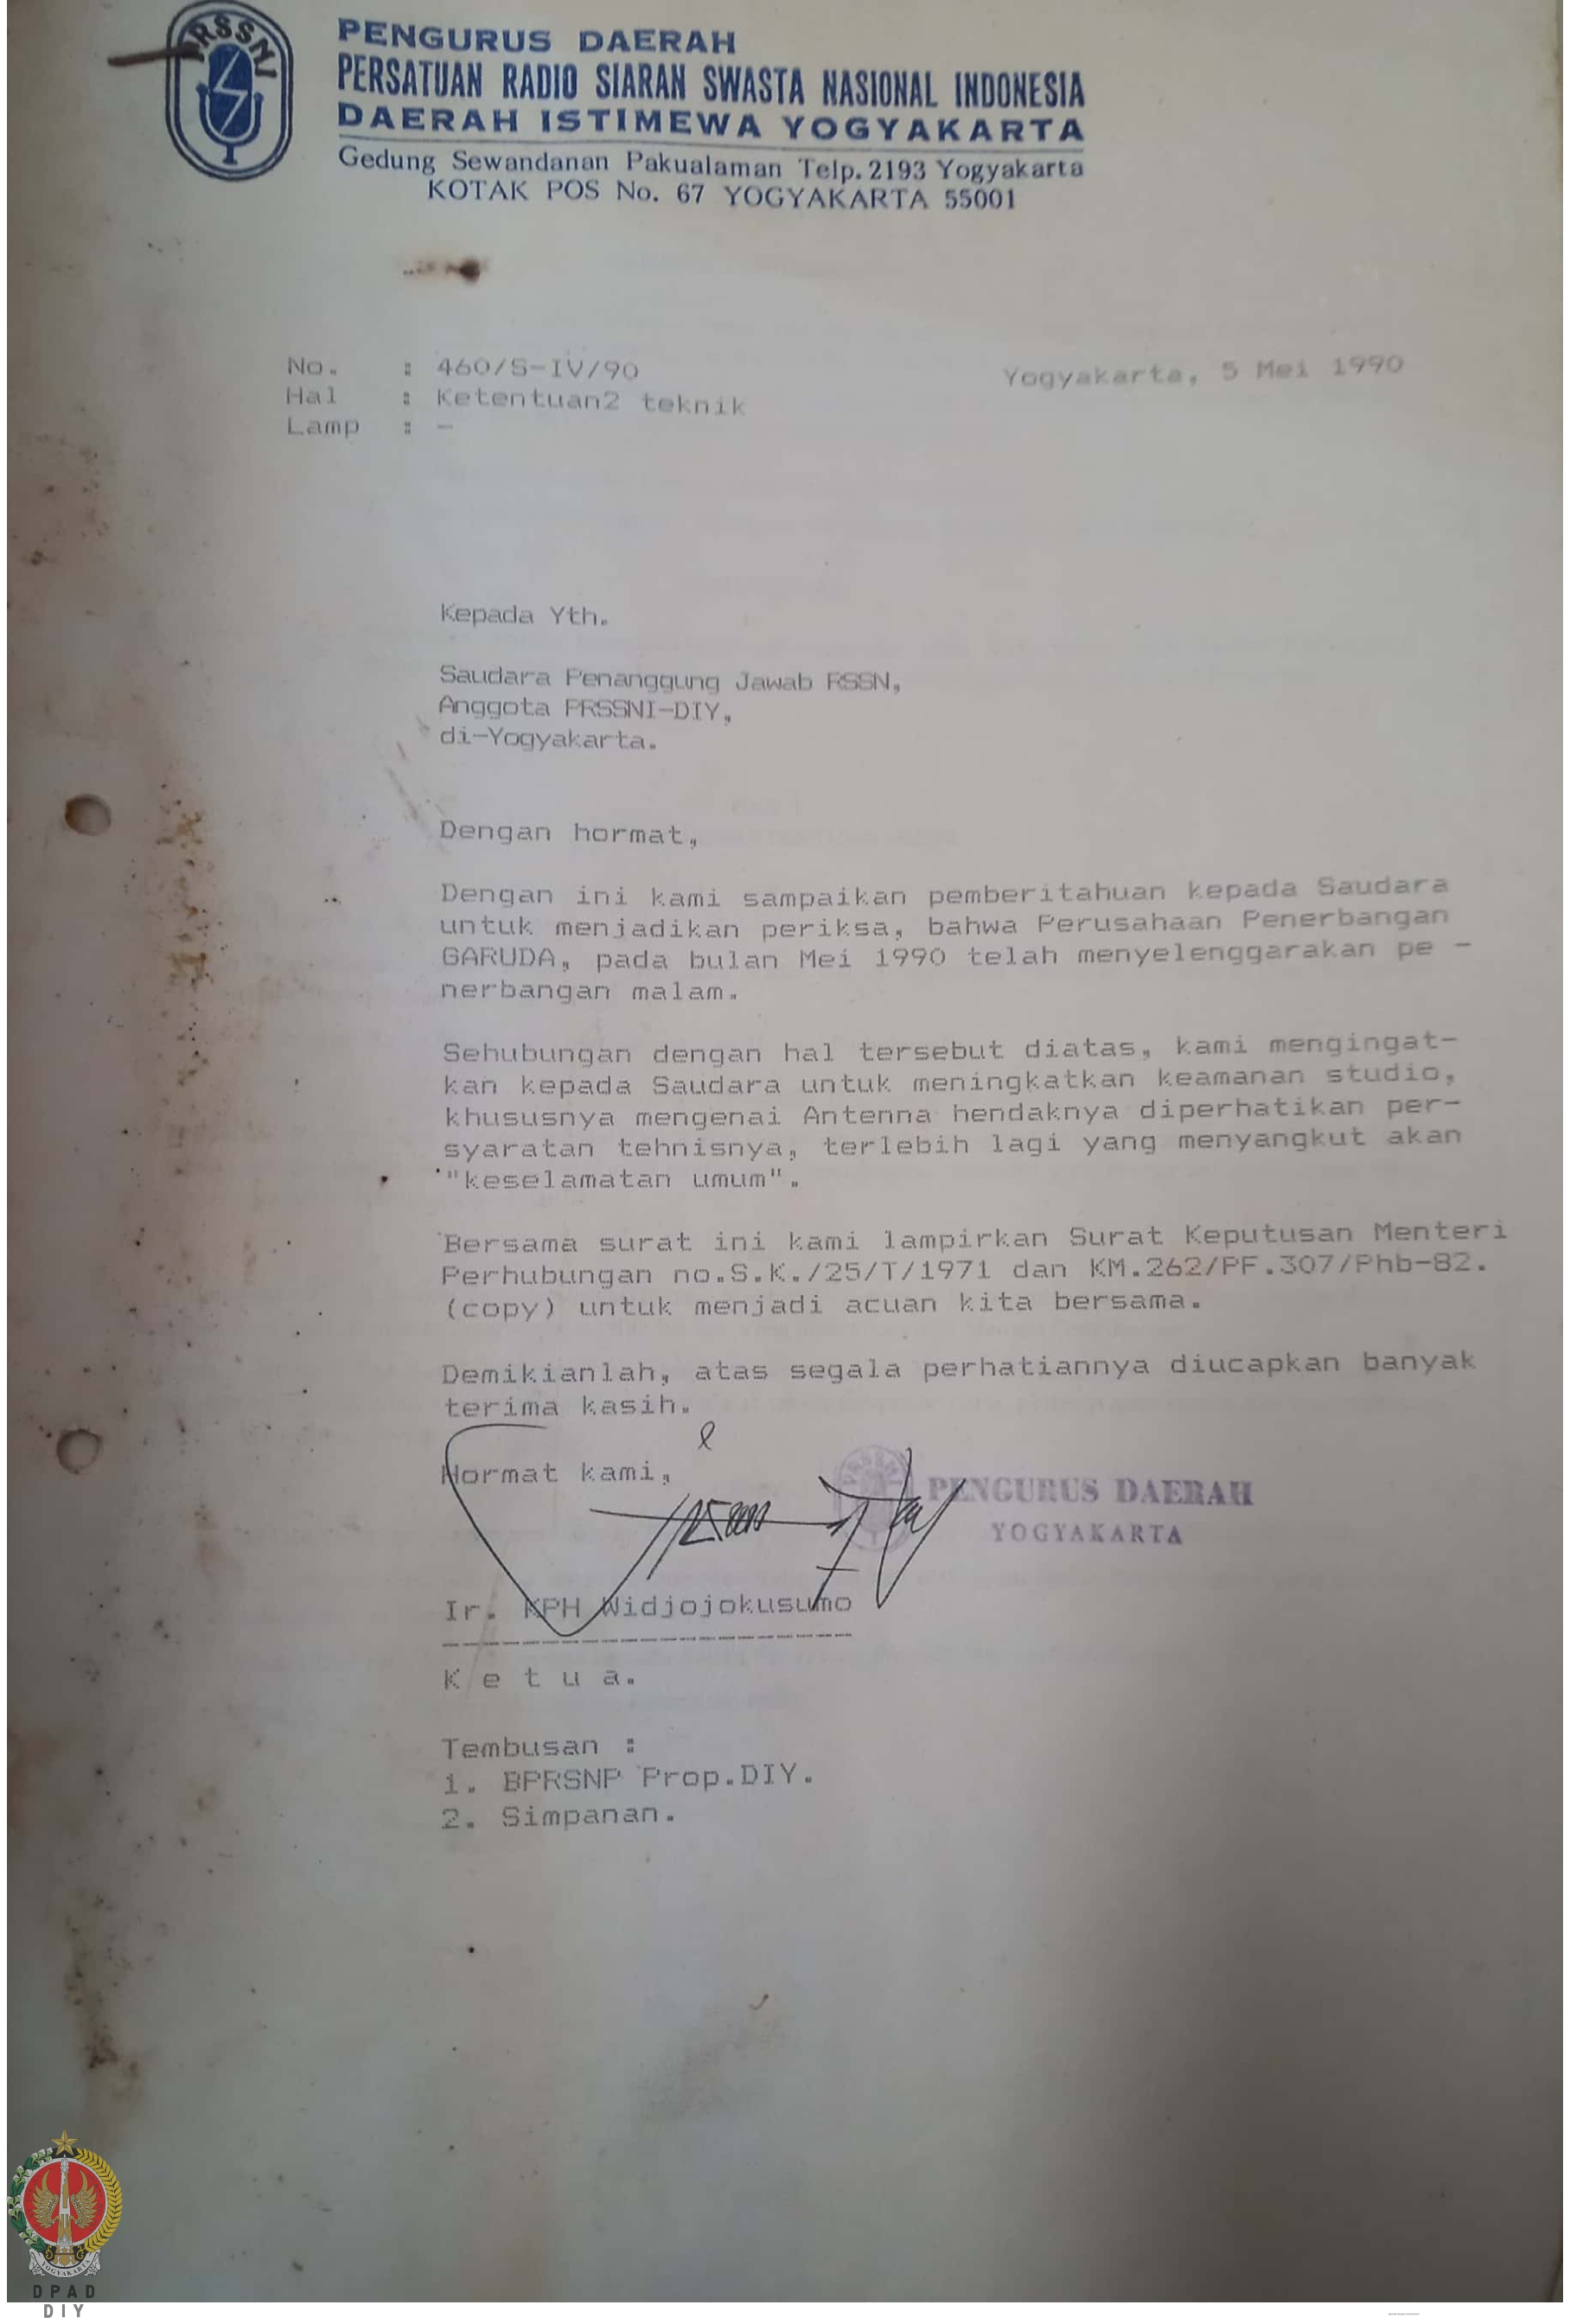 PRSSNI
PENGURUS DAERAH
PERSATUAN RADIO SIARAN SWASTA NASIONAL INDONESIA
DAERAH ISTIMEWA YOGYAKARTA
Gedung Sewandanan Pakualaman Telp. 2193 Yogyakarta
KOTAK POS No. 67 YOGYAKARTA 55001
No. : 460/S-IV/90 Yogyakarta, 5 Mei 1990
Hal : Ketentuan2 teknik
Lamp : -
Kepada Yth.
Saudara Penanggung Jawab RSSN,
Anggota PRSSNI-DIY,
di-Yogyakarta.
Dengan hormat,
Dengan ini kami sampaikan pemberitahuan kepada Saudara
untuk menjadikan periksa, bahwa Perusahaan Penerbangan
GARUDA, pada bulan Mei 1990 telah menyelenggarakan pe -
nerbangan malam.
Sehubungan dengan hal tersebut diatas, kami mengingat-
kan kepada Saudara untuk meningkatkan keamanan studio,
khususnya mengenai Antenna hendaknya diperhatikan per-
syaratan tehnisnya, terlebih lagi yang menyangkut akan
"keselamatan umum".
Bersama surat ini kami lampirkan Surat Keputusan Menteri
Perhubungan no.S.K./25/T/1971 dan KM.262/PF.307/Phb-82.
(copy) untuk menjadi acuan kita bersama.
Demikianlah, atas segala perhatiannya diucapkan banyak
terima kasih.
Hormat kami,
PENGURUS DAERAH
YOGYAKARTA
Ir. KPH Widjojokusumo
K e t u a.
Tembusan :
1. BPRSNP Prop.DIY.
2. Simpanan.
YOGYAKARTA
DPAD
DIY